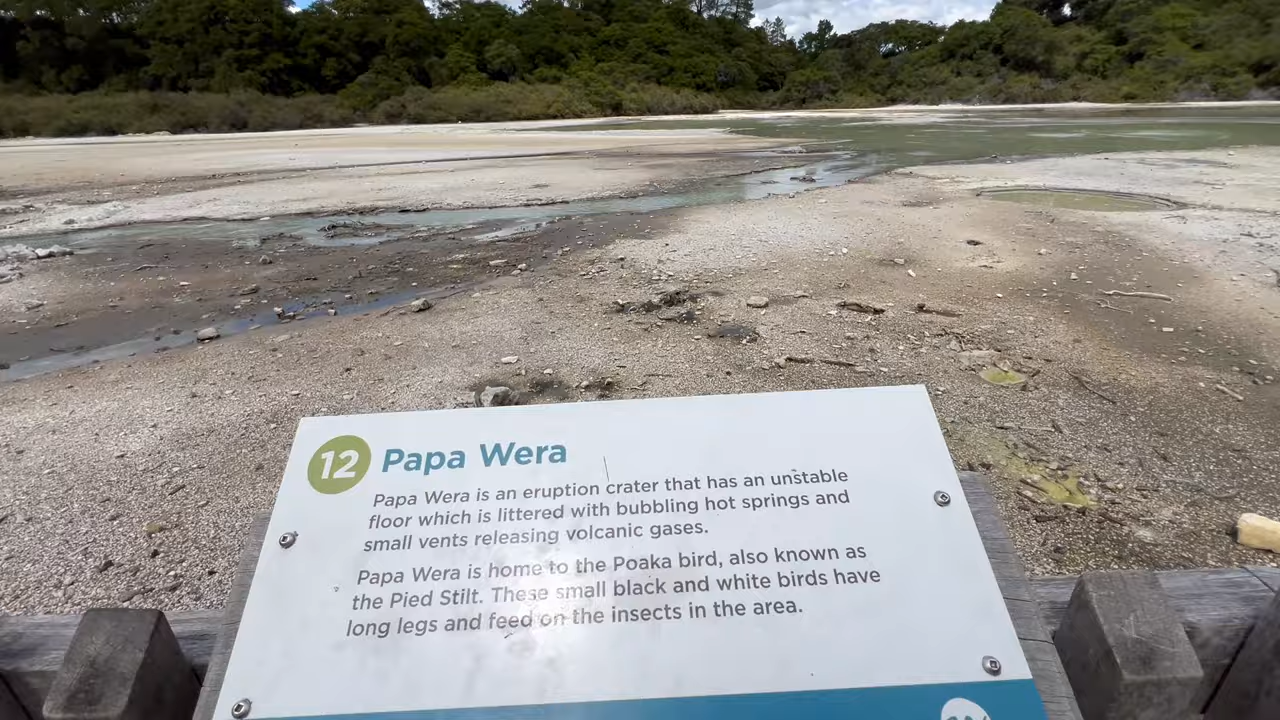 12 Papa Wera
Papa Wera is an eruption crater that has an unstable
floor which is littered with bubbling hot springs and
small vents releasing volcanic gases.
Papa Wera is home to the Poaka bird, also known as
the Pied Stilt. These small black and white birds have
long legs and feed on the insects in the area.